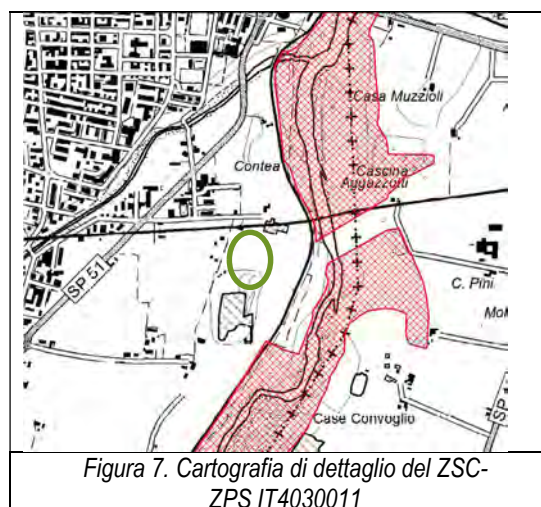 Casa Muzzioli
Contea
Cascina
Aggazzotti
SP 51
C. Pini
Case Convoglio
Figura 7. Cartografia di dettaglio del ZSC-
ZPS IT4030011